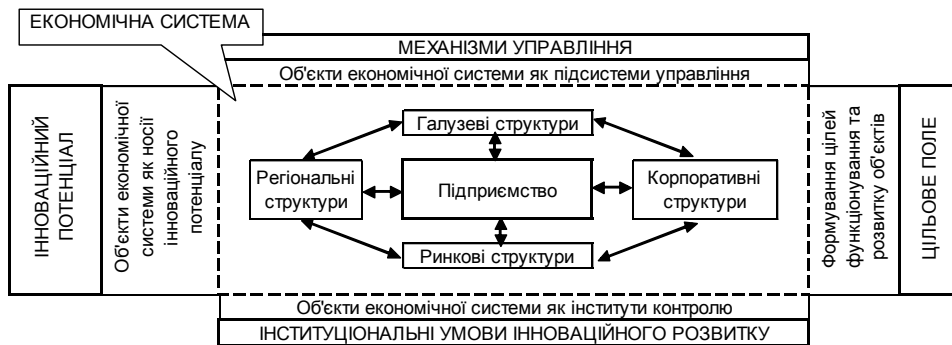 ЕКОНОМІЧНА СИСТЕМА
МЕХАНІЗМИ УПРАВЛІННЯ
Об'єкти економічної системи як підсистеми управління
ІННОВАЦІЙНИЙ
ПОТЕНЦІАЛ
Об'єкти економічної
системи як носії
інноваційного
потенціалу
Галузеві структури
Регіональні
структури
Підприємство
Корпоративні
структури
Ринкові структури
Формування цілей
функціонування та
розвитку об'єктів
ЦІЛЬОВЕ ПОЛЕ
Об'єкти економічної системи як інститути контролю
ІНСТИТУЦІОНАЛЬНІ УМОВИ ІННОВАЦІЙНОГО РОЗВИТКУ